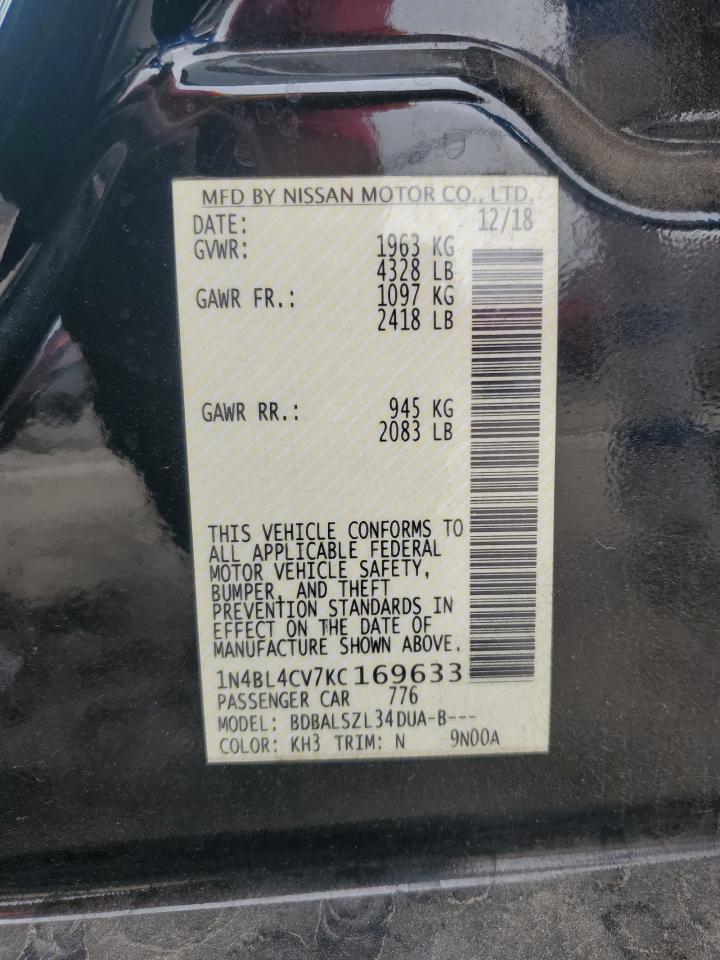 MFD BY NISSAN MOTOR CO., LTD.
DATE: 12/18
GVWR: 1963 KG
4328 LB
GAWR FR.: 1097 KG
2418 LB
GAWR RR.: 945 KG
2083 LB
THIS VEHICLE CONFORMS TO
ALL APPLICABLE FEDERAL
MOTOR VEHICLE SAFETY,
BUMPER, AND THEFT
PREVENTION STANDARDS IN
EFFECT ON THE DATE OF
MANUFACTURE SHOWN ABOVE.
1N4BL4CV7KC169633
PASSENGER CAR 776
MODEL: BDBALSZL34DUA-B---
COLOR: KH3 TRIM: N 9N00A